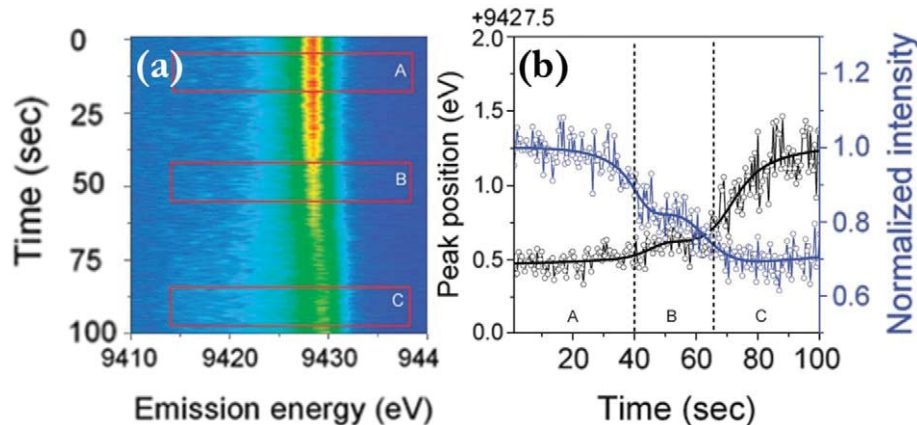 (a)
A
B
C
0
25
50
75
100
Time (sec)
9410
9420
9430
944
Emission energy (eV)
+9427.5
(b)
2.0
1.5
1.0
0.5
0.0
Peak position (eV)
A
B
C
20
40
60
80
100
Time (sec)
1.2
1.0
0.8
0.6
Normalized intensity